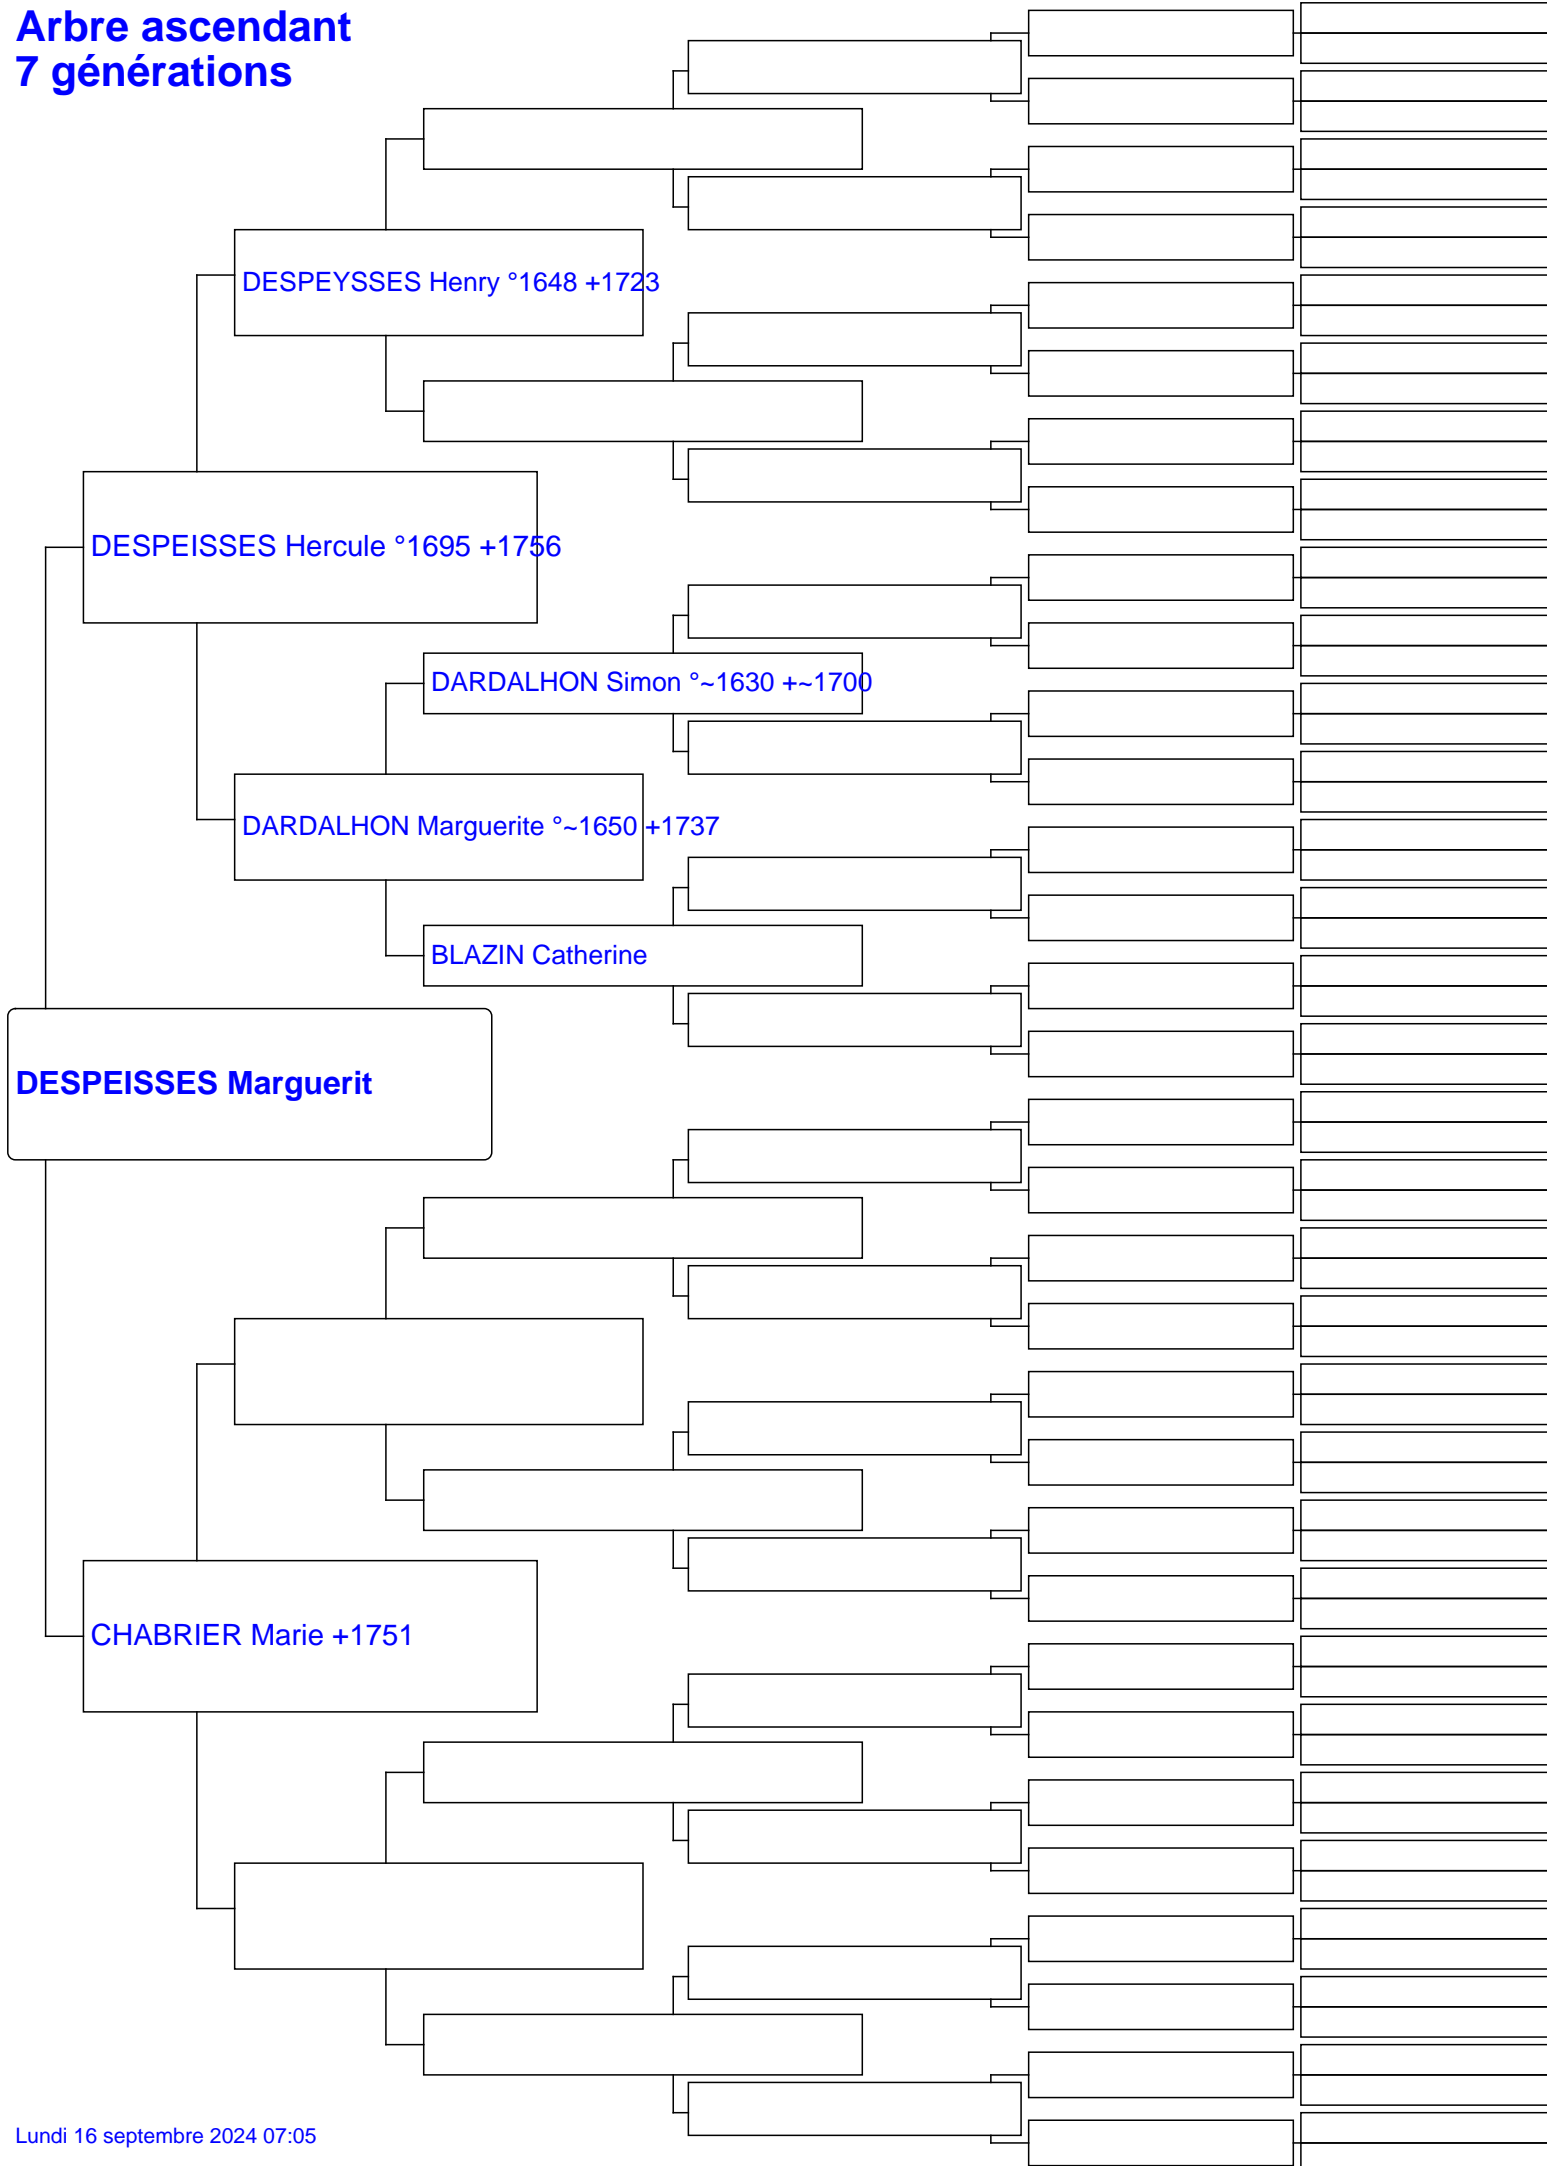 Arbre ascendant
7 générations
DESPEYSSES Henry °1648 +1723
DESPEISSES Hercule °1695 +1756
DARDALHON Simon °~1630 +~1700
DARDALHON Marguerite °~1650 +1737
BLAZIN Catherine
DESPEISSES Marguerit
CHABRIER Marie +1751
Lundi 16 septembre 2024 07:05